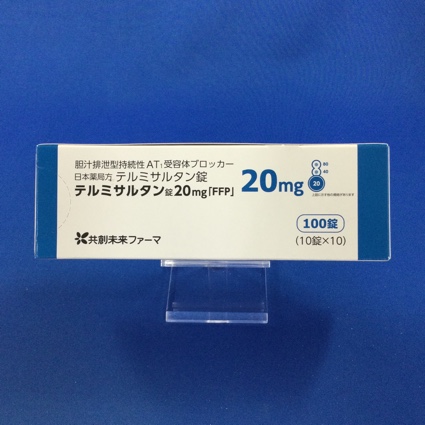 胆汁排泄型持続性AT₁受容体ブロッカー
日本薬局方 テルミサルタン錠
テルミサルタン錠20mg「FFP」
20mg
80
40
20
100錠
(10錠×10)
共創未来ファーマ